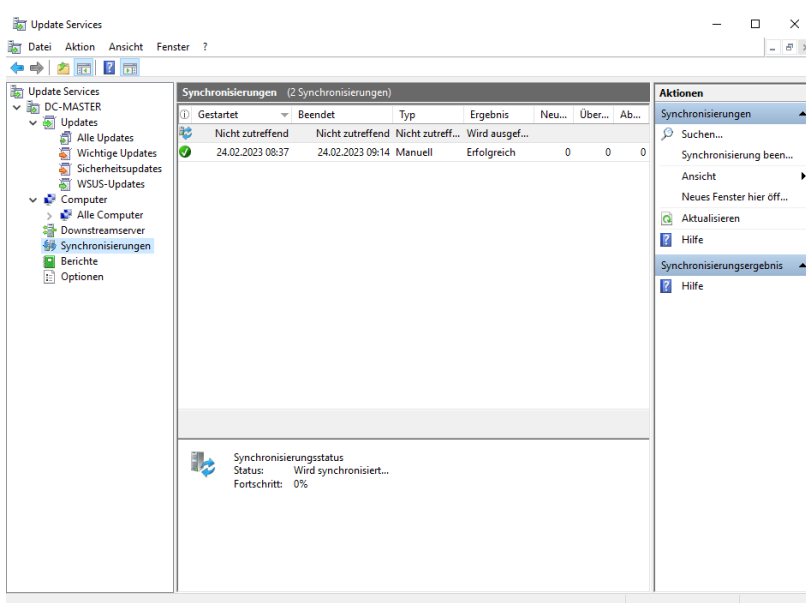 Update Services
Datei Aktion Ansicht Fenster ?
Update Services
DC-MASTER
Updates
Alle Updates
Wichtige Updates
Sicherheitsupdates
WSUS-Updates
Computer
Alle Computer
Downstreamserver
Synchronisierungen
Berichte
Optionen
Synchronisierungen (2 Synchronisierungen)
Gestartet Beendet Typ Ergebnis Neu... Über... Ab...
Nicht zutreffend Nicht zutreffend Nicht zutreff... Wird ausgef...
24.02.2023 08:37 24.02.2023 09:14 Manuell Erfolgreich 0 0 0
Synchronisierungsstatus
Status: Wird synchronisiert...
Fortschritt: 0%
Aktionen
Synchronisierungen
Suchen...
Synchronisierung been...
Ansicht
Neues Fenster hier öff...
Aktualisieren
Hilfe
Synchronisierungsergebnis
Hilfe